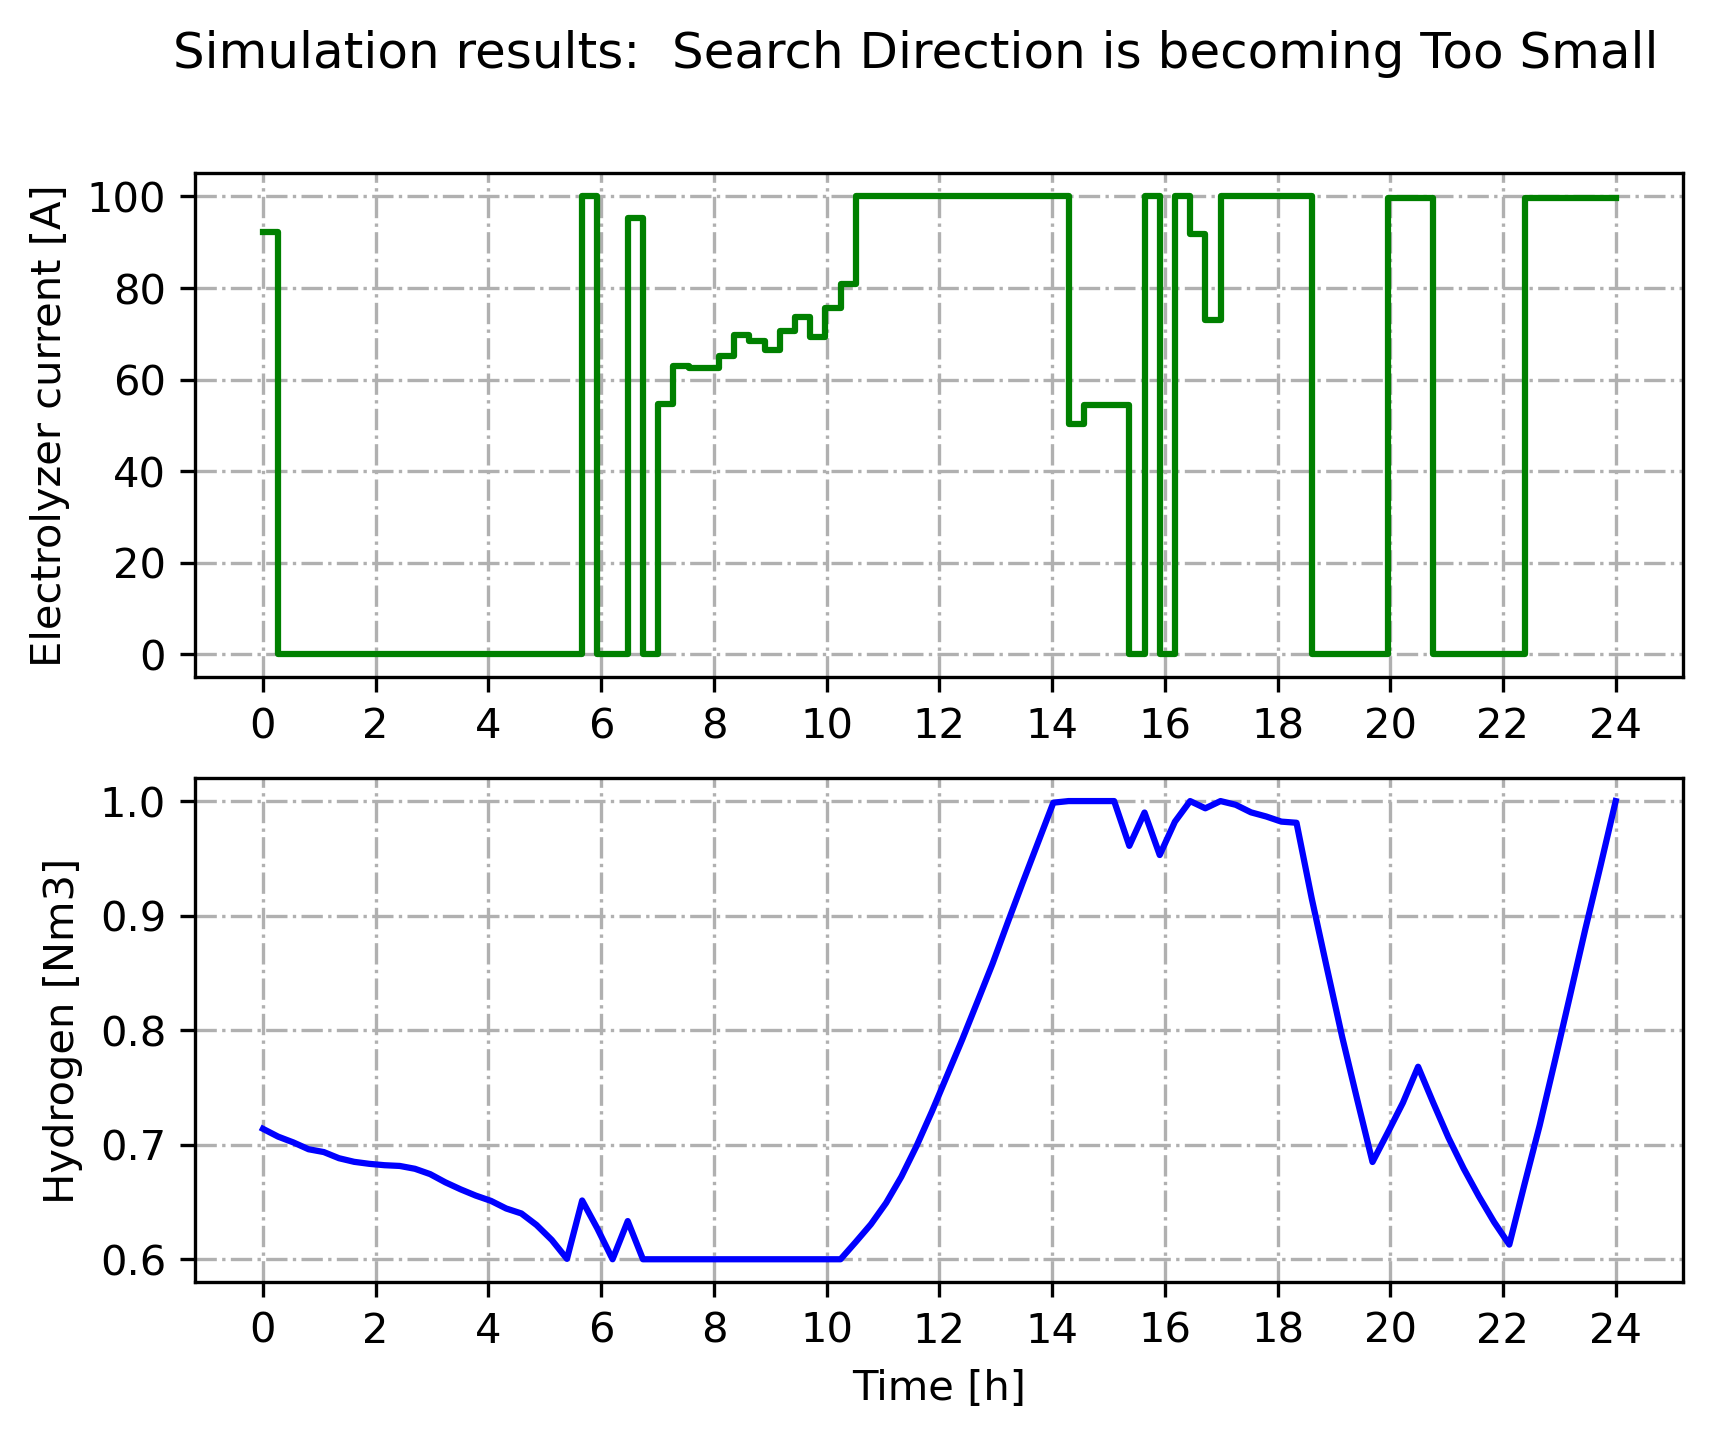 Simulation results:  Search Direction is becoming Too Small
Electrolyzer current [A]
100
80
60
40
20
0
0 2 4 6 8 10 12 14 16 18 20 22 24
Hydrogen [Nm3]
1.0
0.9
0.8
0.7
0.6
0 2 4 6 8 10 12 14 16 18 20 22 24
Time [h]